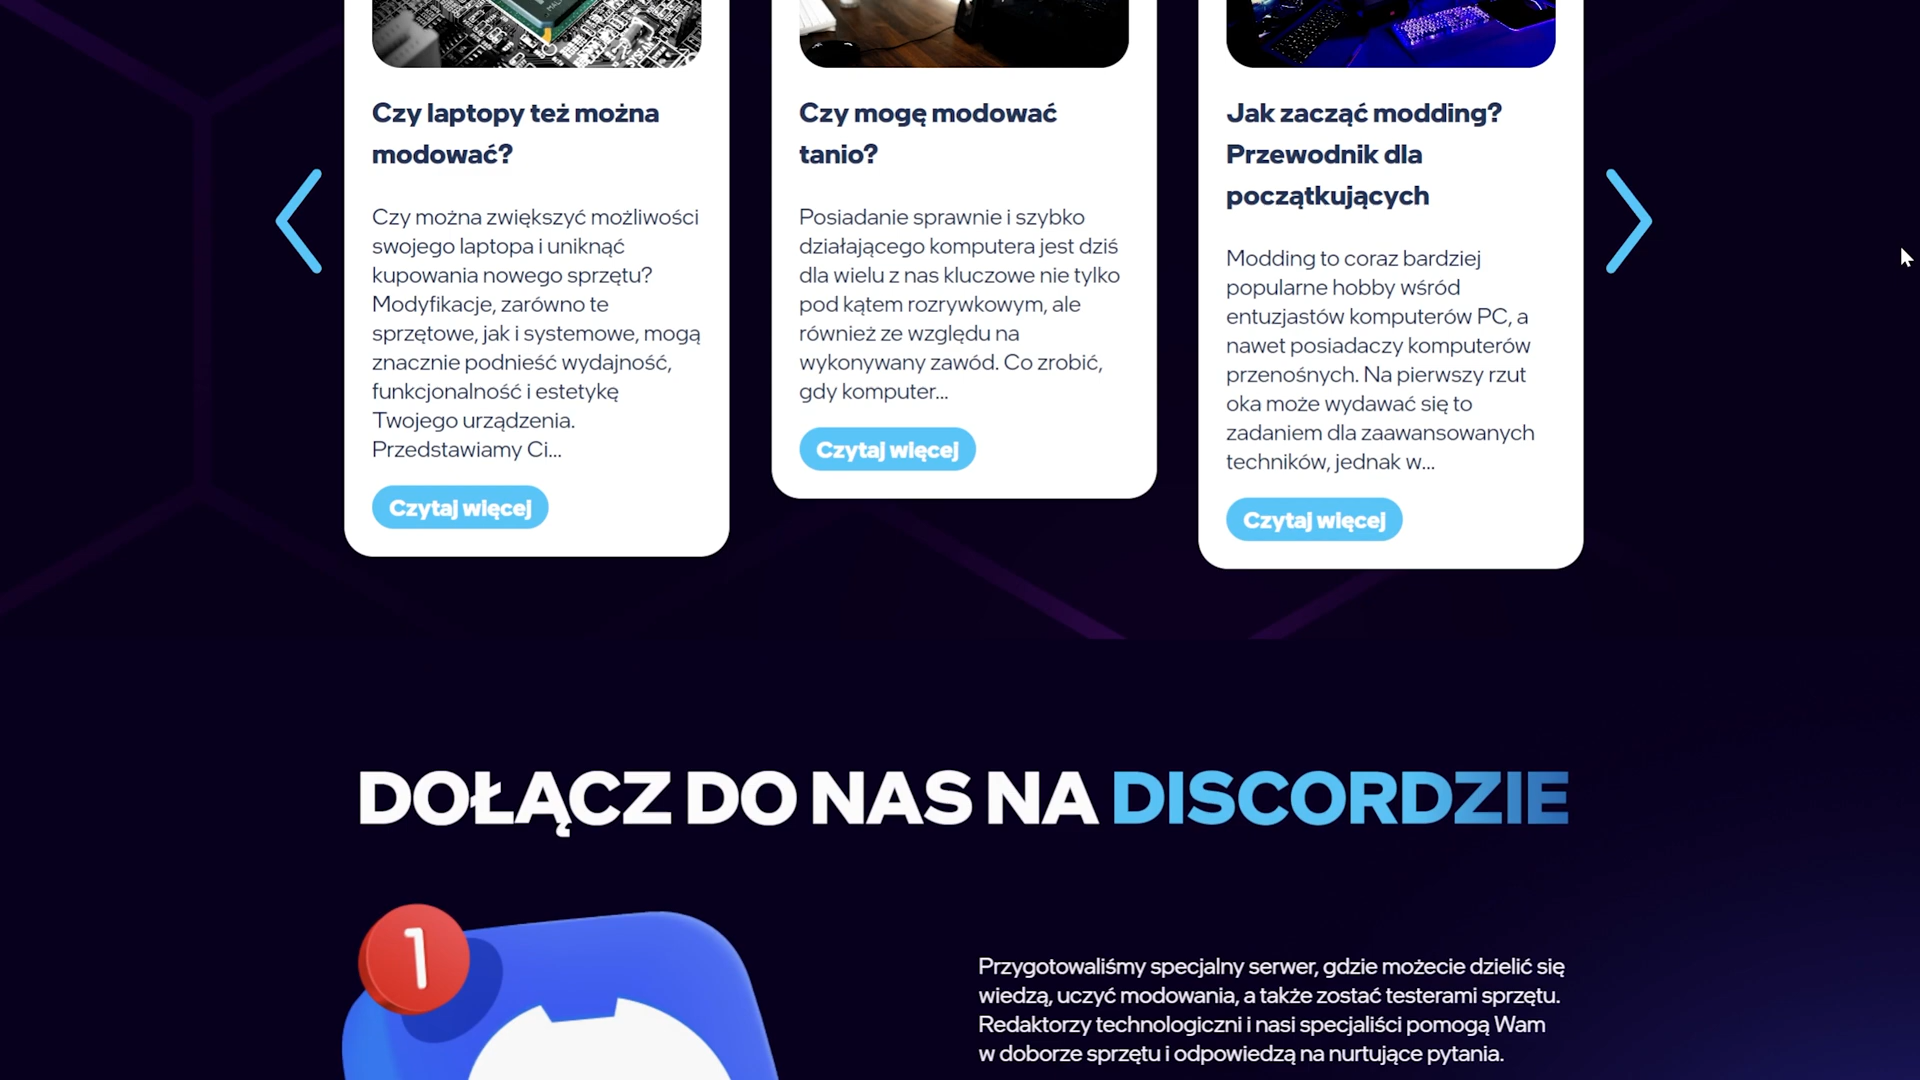 Czy laptopy też można
modować?
Czy można zwiększyć możliwości
swojego laptopa i uniknąć
kupowania nowego sprzętu?
Modyfikacje, zarówno te
sprzętowe, jak i systemowe, mogą
znacznie podnieść wydajność,
funkcjonalność i estetykę
Twojego urządzenia.
Przedstawiamy Ci...
Czytaj więcej
Czy mogę modować
tanio?
Posiadanie sprawnie i szybko
działającego komputera jest dziś
dla wielu z nas kluczowe nie tylko
pod kątem rozrywkowym, ale
również ze względu na
wykonywany zawód. Co zrobić,
gdy komputer...
Czytaj więcej
Jak zacząć modding?
Przewodnik dla
początkujących
Modding to coraz bardziej
popularne hobby wśród
entuzjastów komputerów PC, a
nawet posiadaczy komputerów
przenośnych. Na pierwszy rzut
oka może wydawać się to
zadaniem dla zaawansowanych
techników, jednak w...
Czytaj więcej
DOŁĄCZ DO NAS NA DISCORDZIE
1
Przygotowaliśmy specjalny serwer, gdzie możecie dzielić się
wiedzą, uczyć modowania, a także zostać testerami sprzętu.
Redaktorzy technologiczni i nasi specjaliści pomogą Wam
w doborze sprzętu i odpowiedzą na nurtujące pytania.